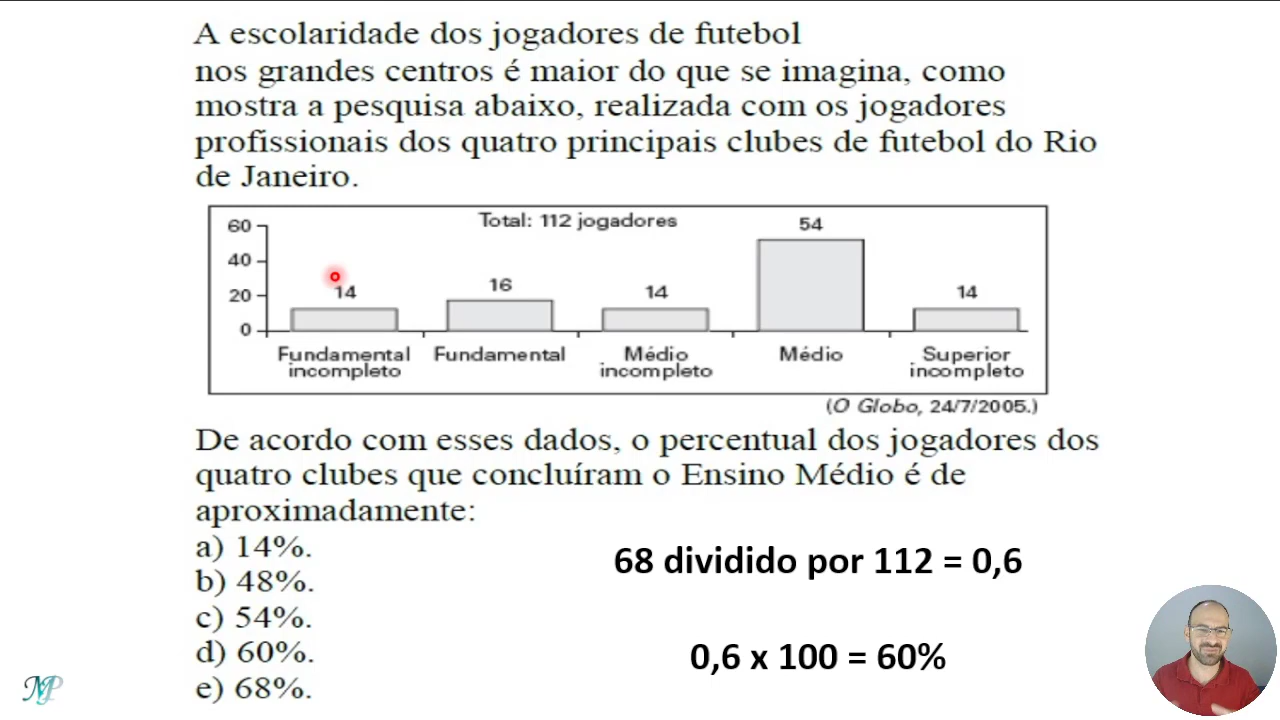 A escolaridade dos jogadores de futebol
nos grandes centros é maior do que se imagina, como
mostra a pesquisa abaixo, realizada com os jogadores
profissionais dos quatro principais clubes de futebol do Rio
de Janeiro.
Total: 112 jogadores
60
40
20
0
14
16
14
54
14
Fundamental
incompleto
Fundamental
Médio
incompleto
Médio
Superior
incompleto
(O Globo, 24/7/2005.)
De acordo com esses dados, o percentual dos jogadores dos
quatro clubes que concluíram o Ensino Médio é de
aproximadamente:
a) 14%.
b) 48%.
c) 54%.
d) 60%.
e) 68%.
68 dividido por 112 = 0,6
0,6 x 100 = 60%
MP